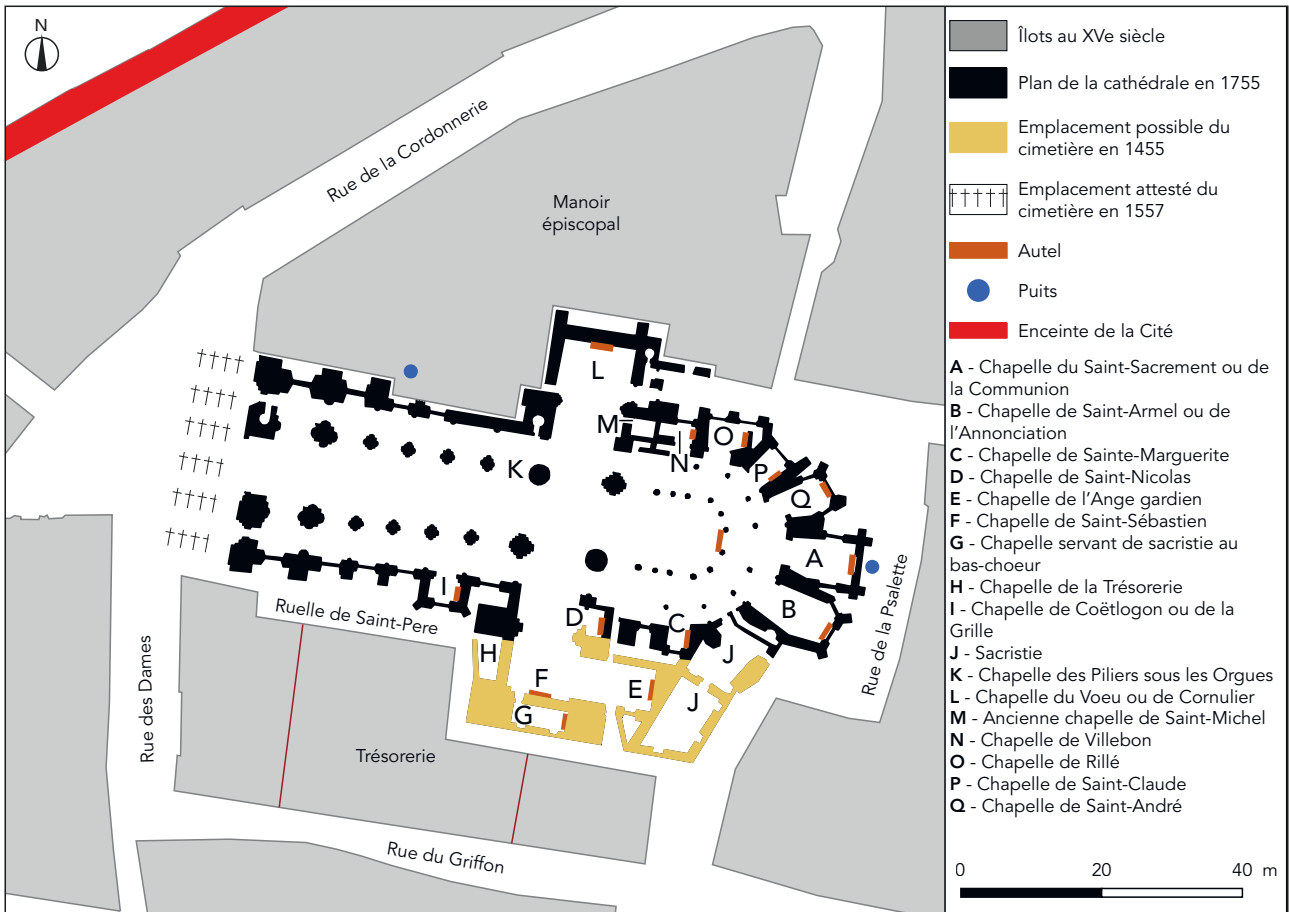 N
Rue de la Cordonnerie
Manoir
épiscopal
L
M
N
O
P
Q
K
A
B
I
D
C
J
Ruelle de Saint-Pere
H
F
E
J
G
Rue de la Psalette
Rue des Dames
Trésorerie
Rue du Griffon
Îlots au XVe siècle
Plan de la cathédrale en 1755
Emplacement possible du
cimetière en 1455
Emplacement attesté du
cimetière en 1557
Autel
Puits
Enceinte de la Cité
A - Chapelle du Saint-Sacrement ou de
la Communion
B - Chapelle de Saint-Armel ou de
l'Annonciation
C - Chapelle de Sainte-Marguerite
D - Chapelle de Saint-Nicolas
E - Chapelle de l'Ange gardien
F - Chapelle de Saint-Sébastien
G - Chapelle servant de sacristie au
bas-choeur
H - Chapelle de la Trésorerie
I - Chapelle de Coëtlogon ou de la
Grille
J - Sacristie
K - Chapelle des Piliers sous les Orgues
L - Chapelle du Voeu ou de Cornulier
M - Ancienne chapelle de Saint-Michel
N - Chapelle de Villebon
O - Chapelle de Rillé
P - Chapelle de Saint-Claude
Q - Chapelle de Saint-André
0 20 40 m